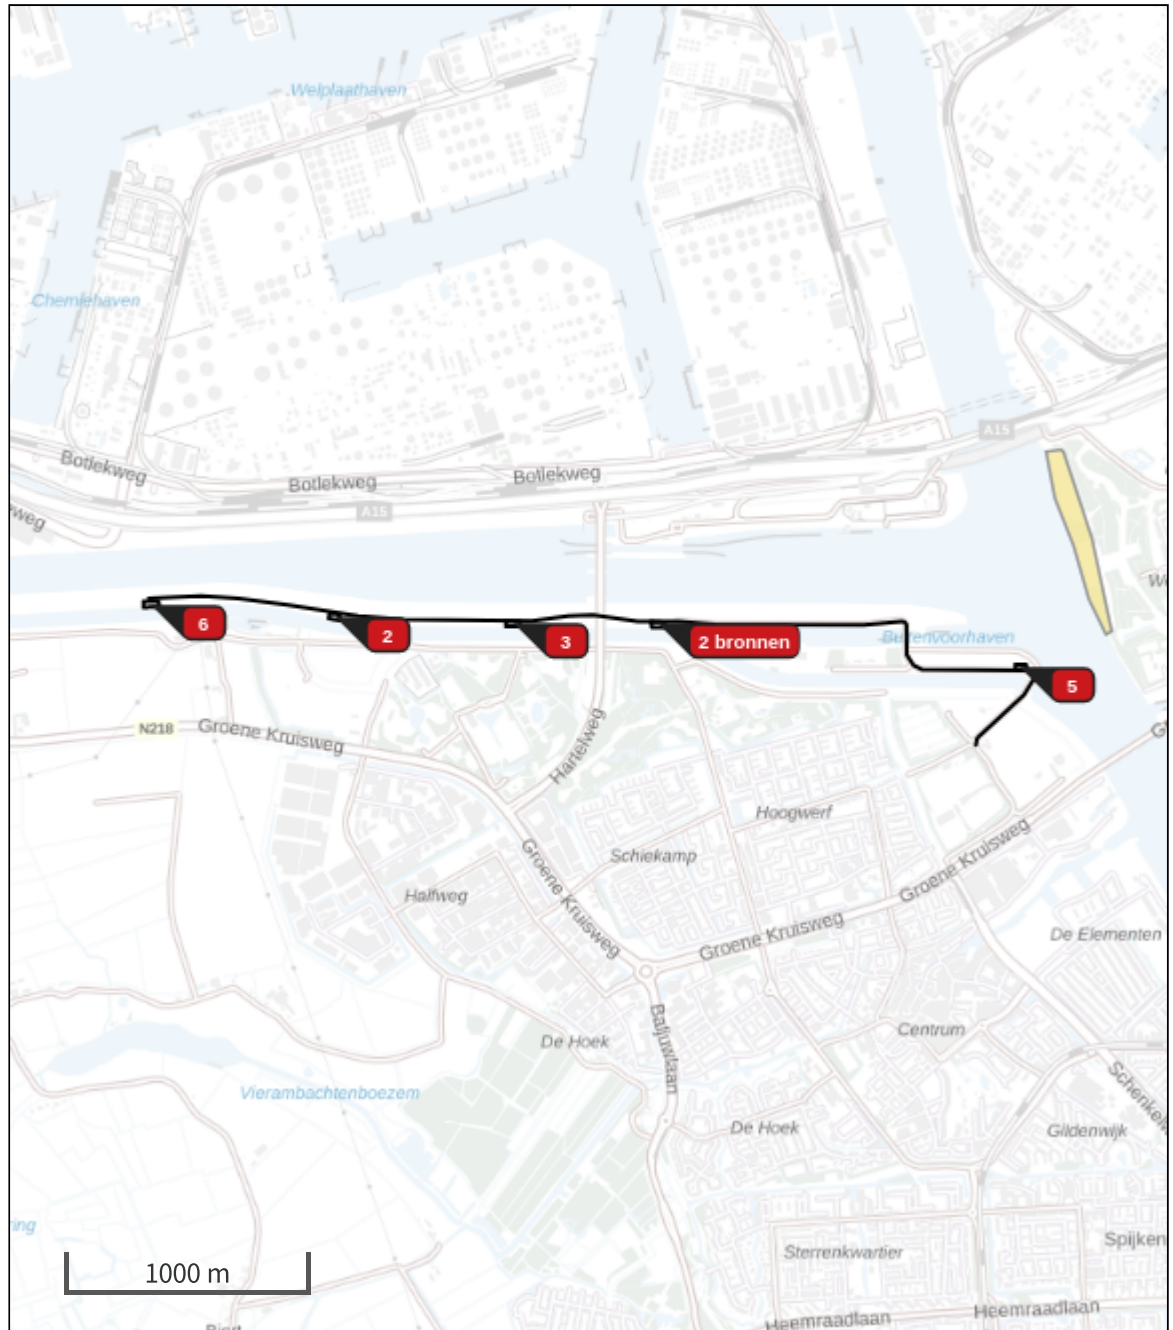 Welplaathaven
Chemiehaven
A15
Botlekweg
Botlekweg
Botlekweg
A15
weg
6
2
3
2 bronnen
Buitenvoorhaven
5
N218
Groene Kruisweg
Hartelweg
Hoogwerf
Schiekamp
Groene Kruisweg
Halfweg
Groene Kruisweg
Groene Kruisweg
De Elementen
Baljuwlaan
Centrum
De Hoek
Vierambachtenboezem
De Hoek
Gildenwijk
Schenkelw
ring
Spijken
Sterrenkwartier
1000 m
Heemraadlaan
Heemraadlaan